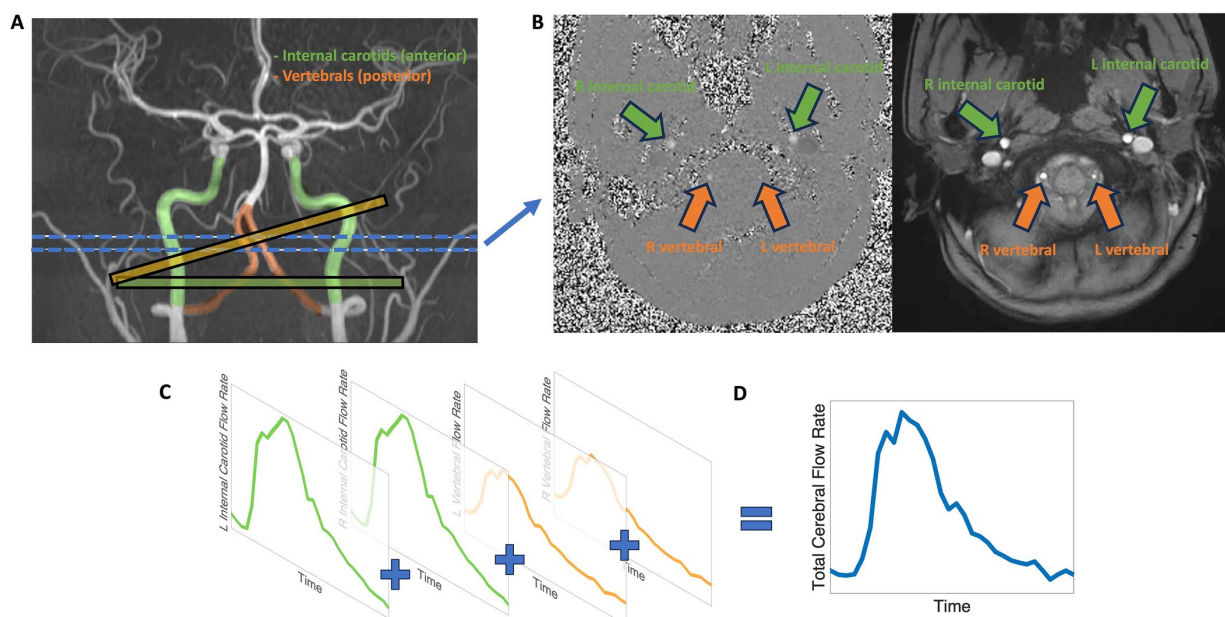 A
- Internal carotids (anterior)
- Vertebrals (posterior)
B
R internal carotid
L internal carotid
R vertebral
L vertebral
R internal carotid
L internal carotid
R vertebral
L vertebral
C
L Internal Carotid Flow Rate
Time
R Internal Carotid Flow Rate
Time
L Vertebral Flow Rate
Time
R Vertebral Flow Rate
Time
D
Total Cerebral Flow Rate
Time